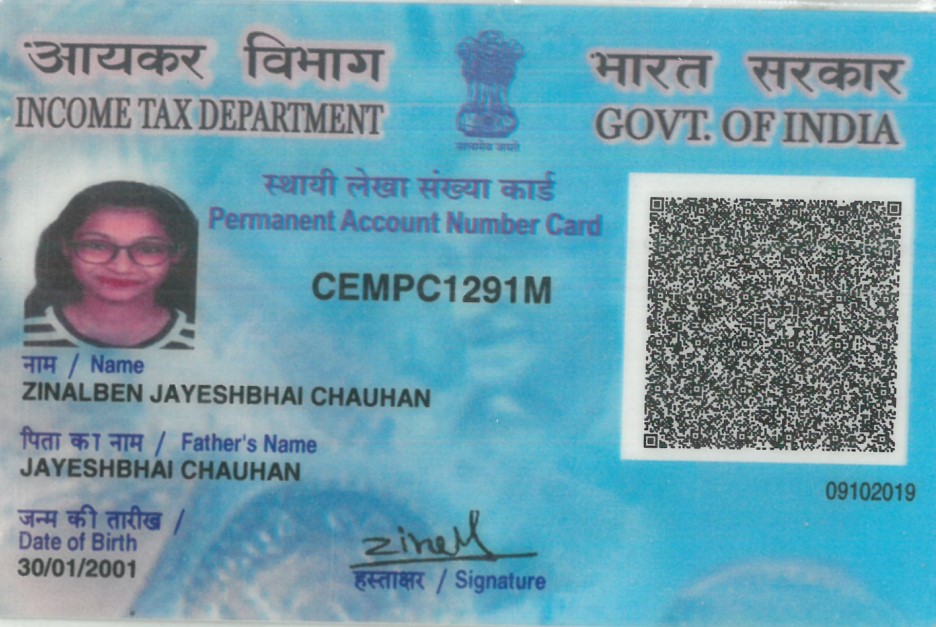 आयकर विभाग
INCOME TAX DEPARTMENT
सत्यमेव जयते
भारत सरकार
GOVT. OF INDIA
स्थायी लेखा संख्या कार्ड
Permanent Account Number Card
CEMPC1291M
नाम / Name
ZINALBEN JAYESHBHAI CHAUHAN
पिता का नाम / Father's Name
JAYESHBHAI CHAUHAN
09102019
जन्म की तारीख /
Date of Birth
30/01/2001
हस्ताक्षर / Signature